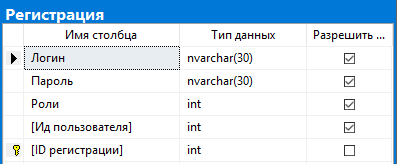 Регистрация
Имя столбца Тип данных Разрешить ...
Логин nvarchar(30)
Пароль nvarchar(30)
Роли int
[Ид пользователя] int
[ID регистрации] int